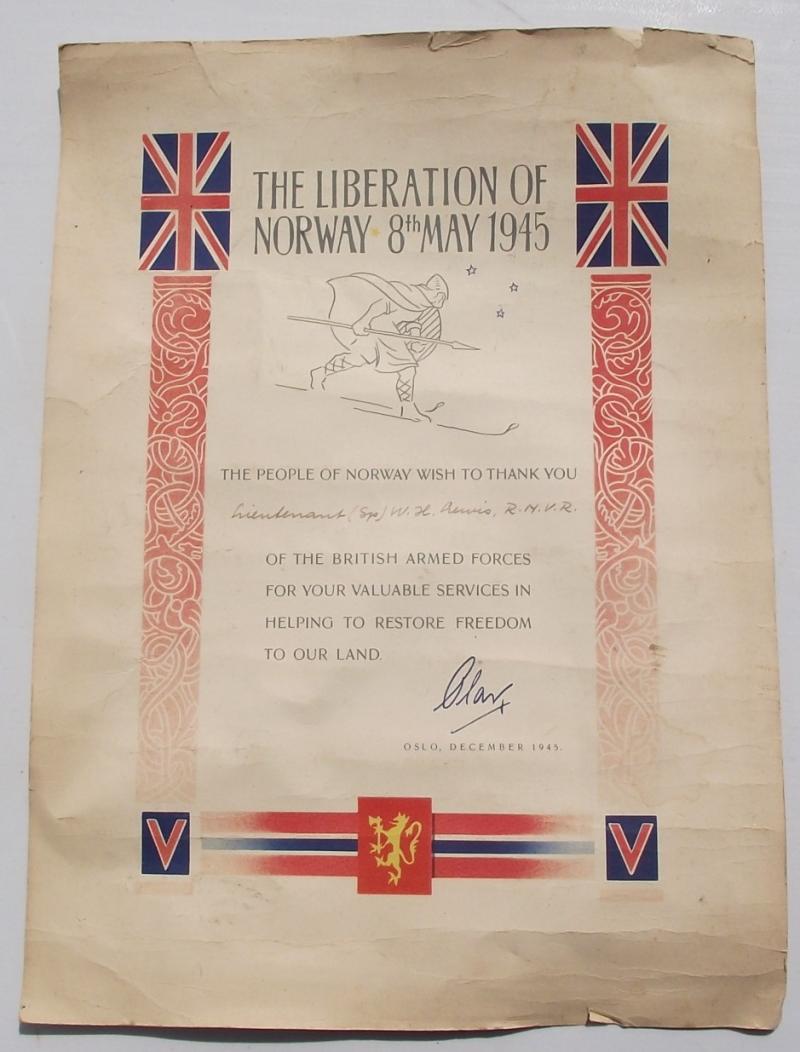 THE LIBERATION OF
NORWAY • 8th MAY 1945
THE PEOPLE OF NORWAY WISH TO THANK YOU
Lieutenant (Sp) W. H. Lewis, R.N.V.R.
OF THE BRITISH ARMED FORCES
FOR YOUR VALUABLE SERVICES IN
HELPING TO RESTORE FREEDOM
TO OUR LAND.
Olav
OSLO, DECEMBER 1945.
V V